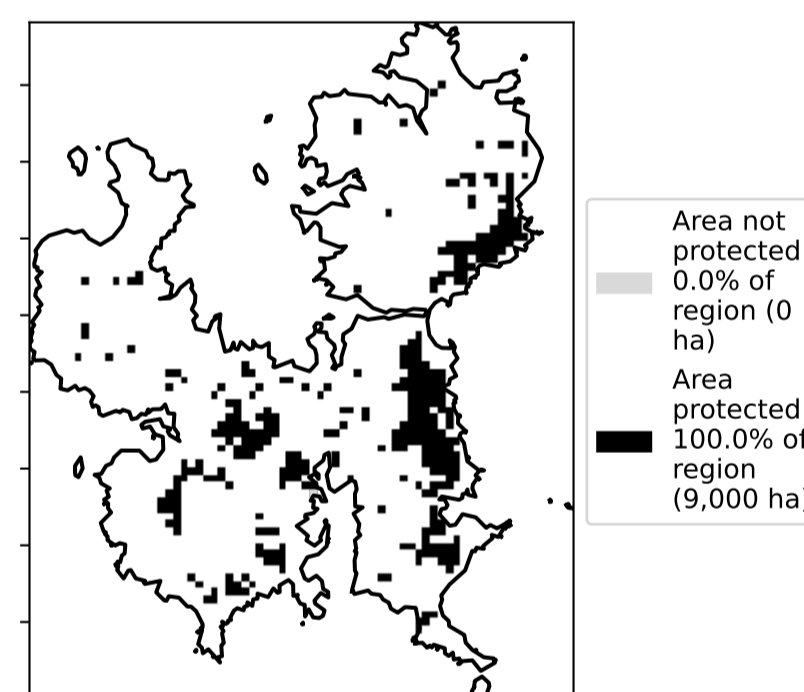 Area not
protected
0.0% of
region (0
ha)
Area
protected
100.0% of
region
(9,000 ha)